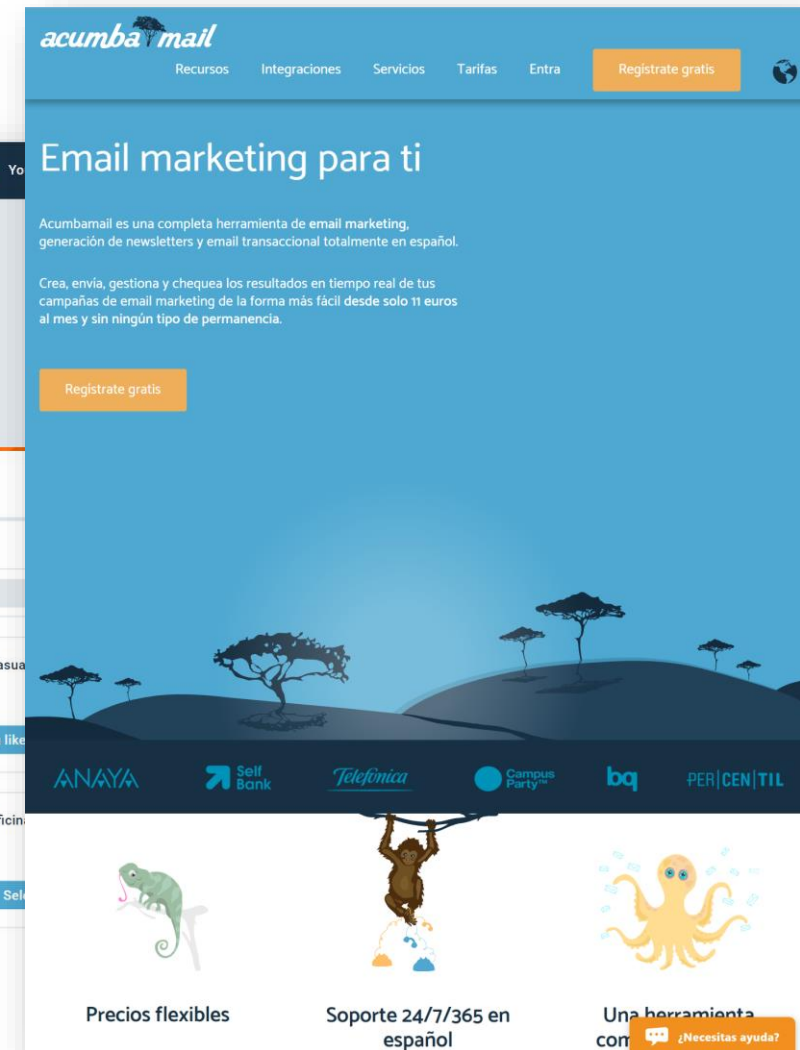 acumbamail
Recursos Integraciones Servicios Tarifas Entra Regístrate gratis
Email marketing para ti
Acumbamail es una completa herramienta de email marketing,
generación de newsletters y email transaccional totalmente en español.
Crea, envía, gestiona y chequea los resultados en tiempo real de tus
campañas de email marketing de la forma más fácil desde solo 11 euros
al mes y sin ningún tipo de permanencia.
Regístrate gratis
ANAYA Self Bank Telefónica Campus Party™ bq PER|CEN|TIL
Precios flexibles
Soporte 24/7/365 en
español
Una herramienta
¿Necesitas ayuda?